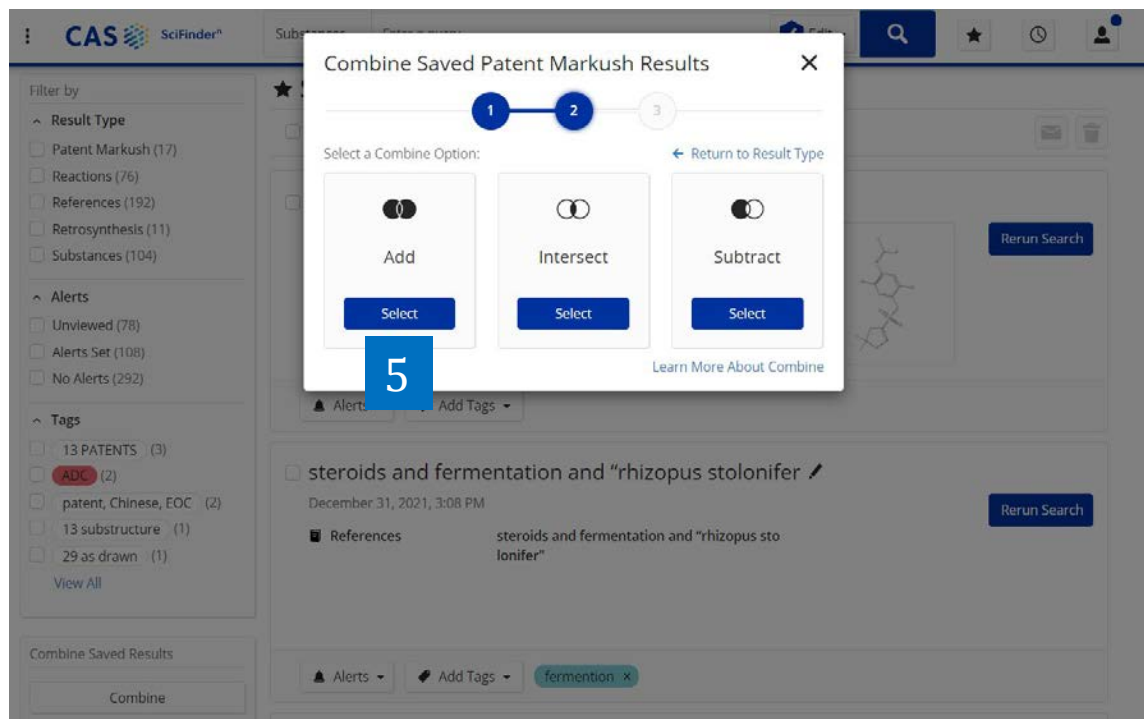 CAS SciFinderⁿ
Combine Saved Patent Markush Results
1 2 3
Filter by
Result Type
Patent Markush (17)
Reactions (76)
References (192)
Retrosynthesis (11)
Substances (104)
Alerts
Unviewed (78)
Alerts Set (108)
No Alerts (292)
Tags
13 PATENTS (3)
ADC (2)
patent, Chinese, EOC (2)
13 substructure (1)
29 as drawn (1)
View All
Combine Saved Results
Combine
Select a Combine Option:
Return to Result Type
Add
Intersect
Subtract
Select
Select
Select
Learn More About Combine
5
Rerun Search
Alerts
Add Tags
steroids and fermentation and “rhizopus stolonifer
December 31, 2021, 3:08 PM
References
steroids and fermentation and “rhizopus sto
lonifer”
Rerun Search
Alerts
Add Tags
fermention ×